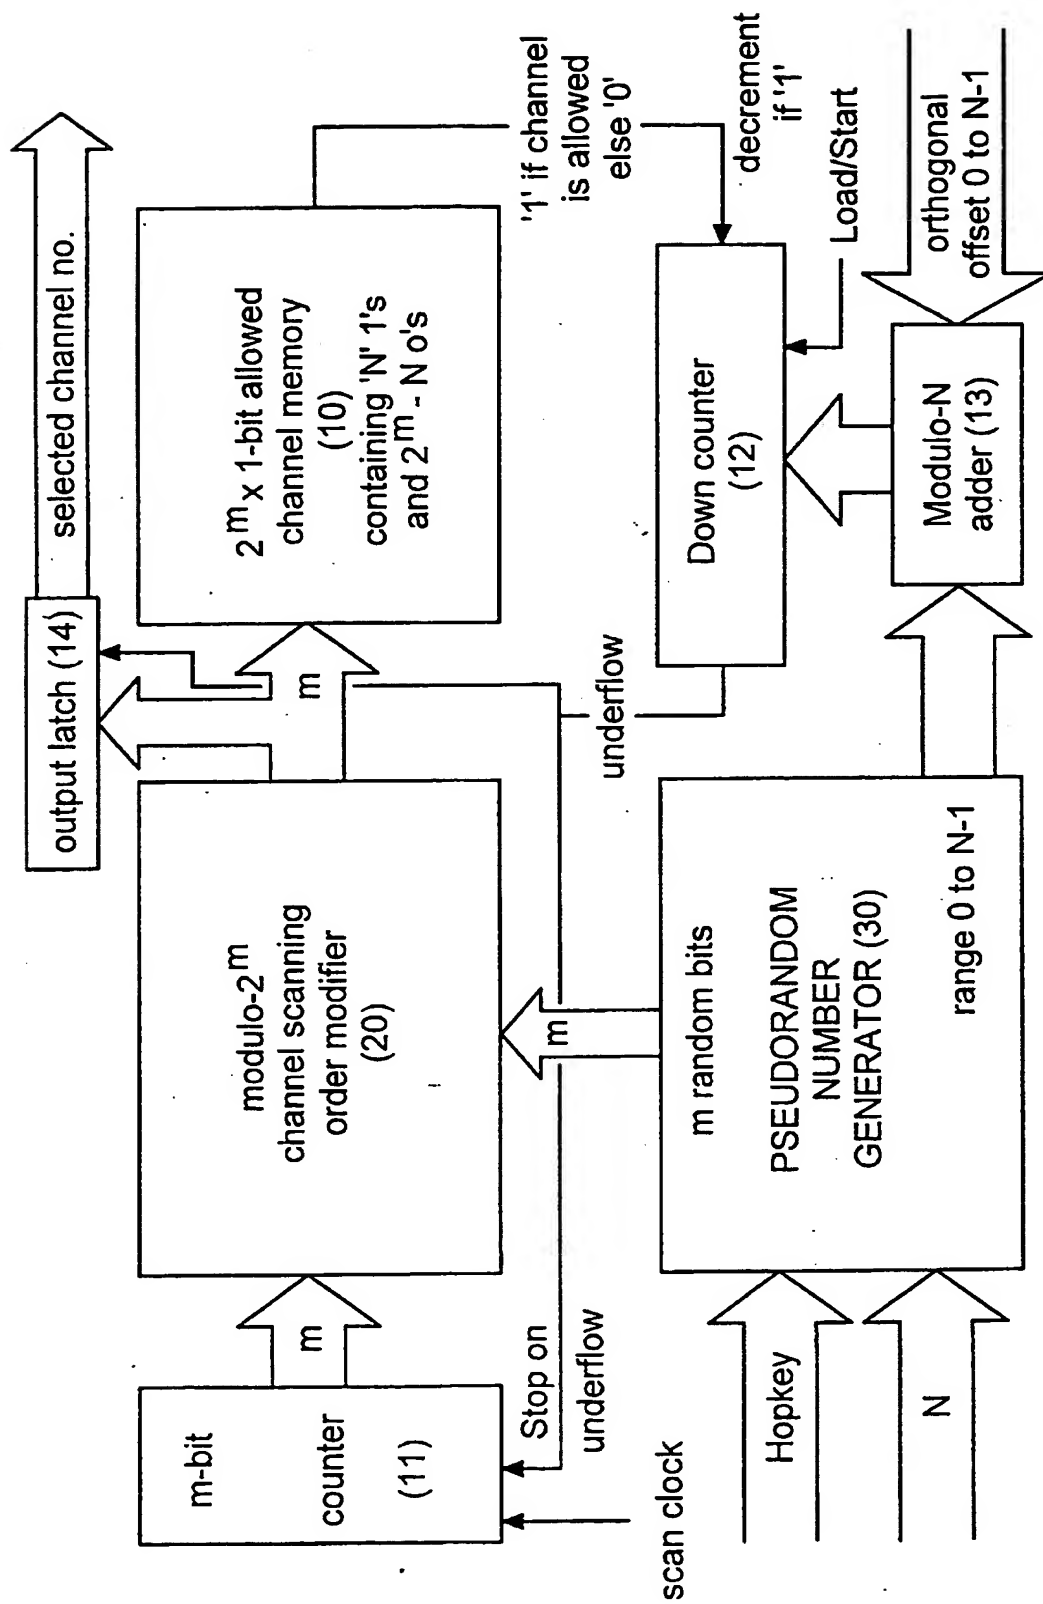 output latch (14)
selected channel no.
m-bit
counter
(11)
m
modulo-2^m
channel scanning
order modifier
(20)
m
2^m x 1-bit allowed
channel memory
(10)
containing 'N' 1's
and 2^m - N o's
'1' if channel
is allowed
else '0'
decrement
if '1'
Stop on
underflow
scan clock
m
underflow
Down counter
(12)
Load/Start
Hopkey
N
m random bits
PSEUDORANDOM
NUMBER
GENERATOR (30)
range 0 to N-1
Modulo-N
adder (13)
orthogonal
offset 0 to N-1